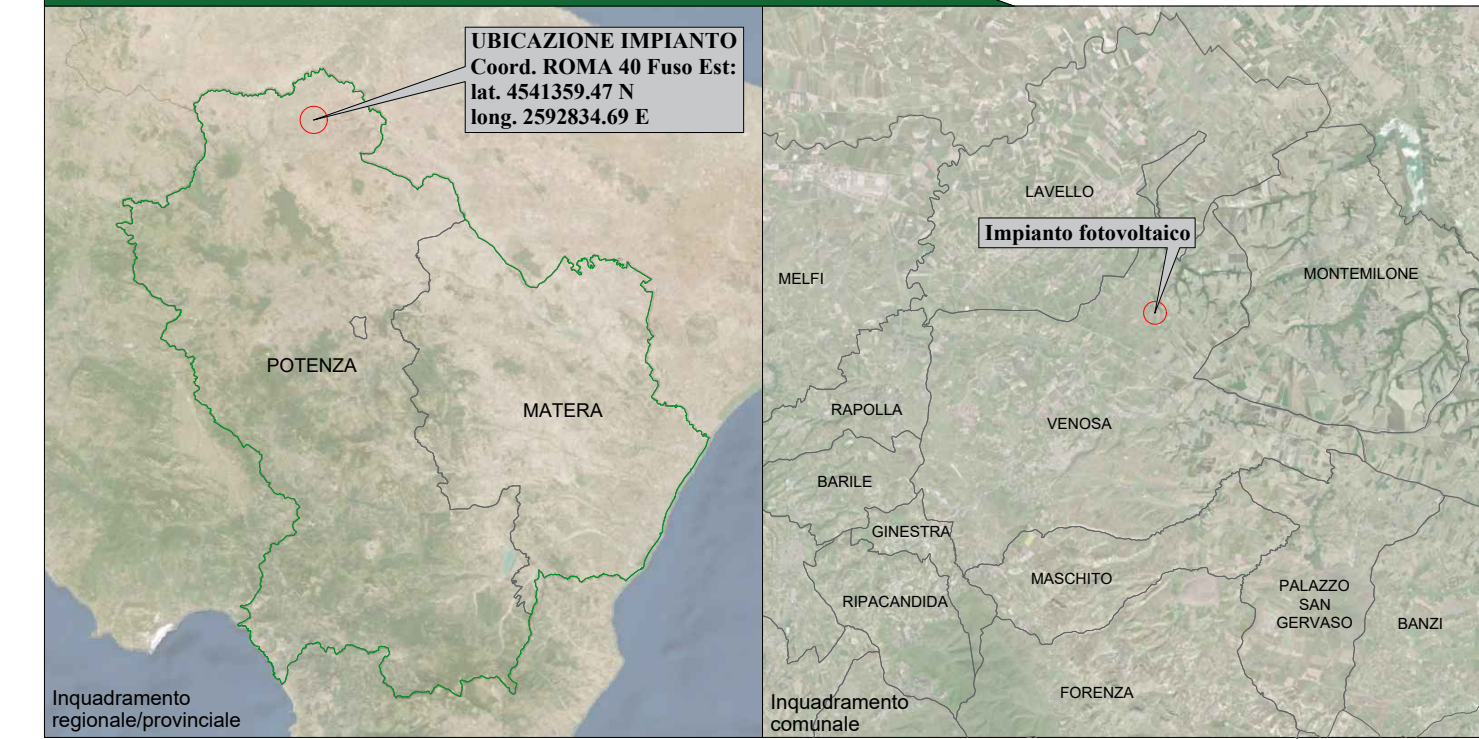 UBICAZIONE IMPIANTO
Coord. ROMA 40 Fuso Est:
lat. 4541359.47 N
long. 2592834.69 E
POTENZA
MATERA
Inquadramento
regionale/provinciale
LAVELLO
Impianto fotovoltaico
MELFI
MONTEMILONE
RAPOLLA
VENOSA
BARILE
GINESTRA
MASCHITO
RIPACANDIDA
PALAZZO
SAN
GERVASO
BANZI
FORENZA
Inquadramento
comunale